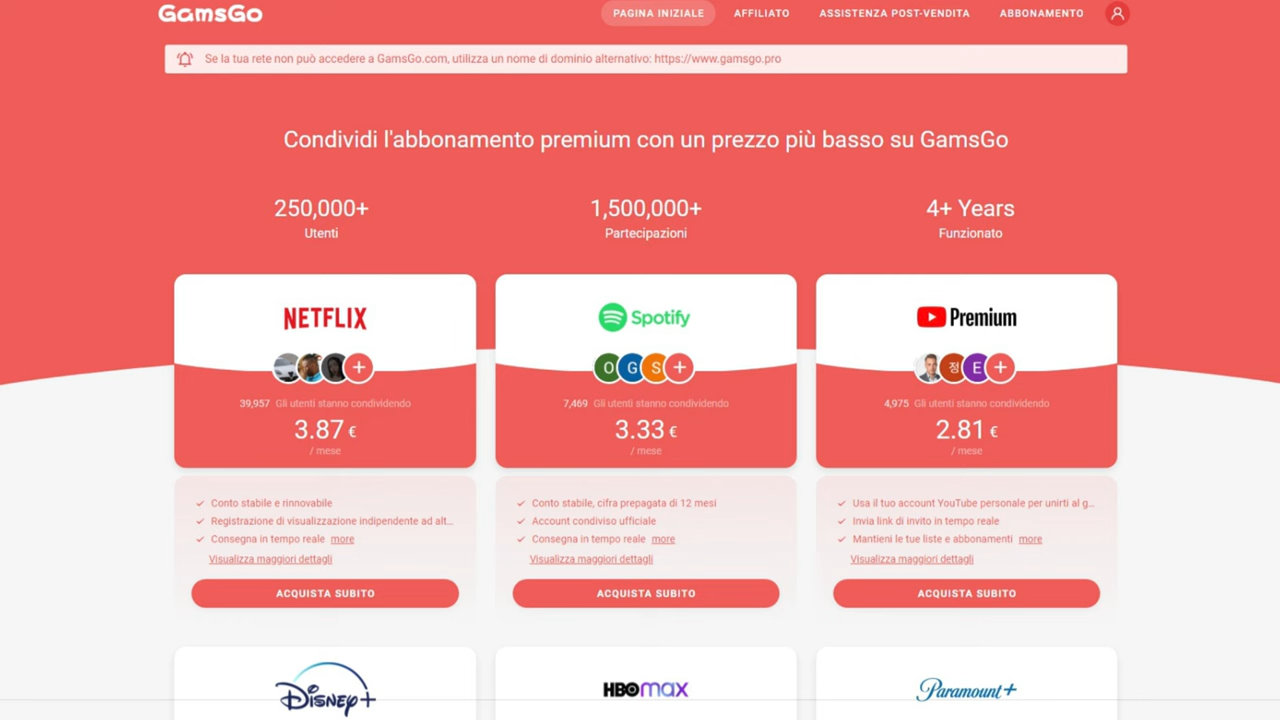 GamsGo
PAGINA INIZIALE
AFFILIATO
ASSISTENZA POST-VENDITA
ABBONAMENTO
Se la tua rete non può accedere a GamsGo.com, utilizza un nome di dominio alternativo: https://www.gamsgo.pro
Condividi l'abbonamento premium con un prezzo più basso su GamsGo
250,000+
Utenti
1,500,000+
Partecipazioni
4+ Years
Funzionato
NETFLIX
39,957 Gli utenti stanno condividendo
3.87 €
/ mese
Conto stabile e rinnovabile
Registrazione di visualizzazione indipendente ad alt...
Consegna in tempo reale more
Visualizza maggiori dettagli
ACQUISTA SUBITO
Spotify
O G S +
7,469 Gli utenti stanno condividendo
3.33 €
/ mese
Conto stabile, cifra prepagata di 12 mesi
Account condiviso ufficiale
Consegna in tempo reale more
Visualizza maggiori dettagli
ACQUISTA SUBITO
Premium
정 E +
4,975 Gli utenti stanno condividendo
2.81 €
/ mese
Usa il tuo account YouTube personale per unirti al g...
Invia link di invito in tempo reale
Mantieni le tue liste e abbonamenti more
Visualizza maggiori dettagli
ACQUISTA SUBITO
Disney+
HBOmax
Paramount+